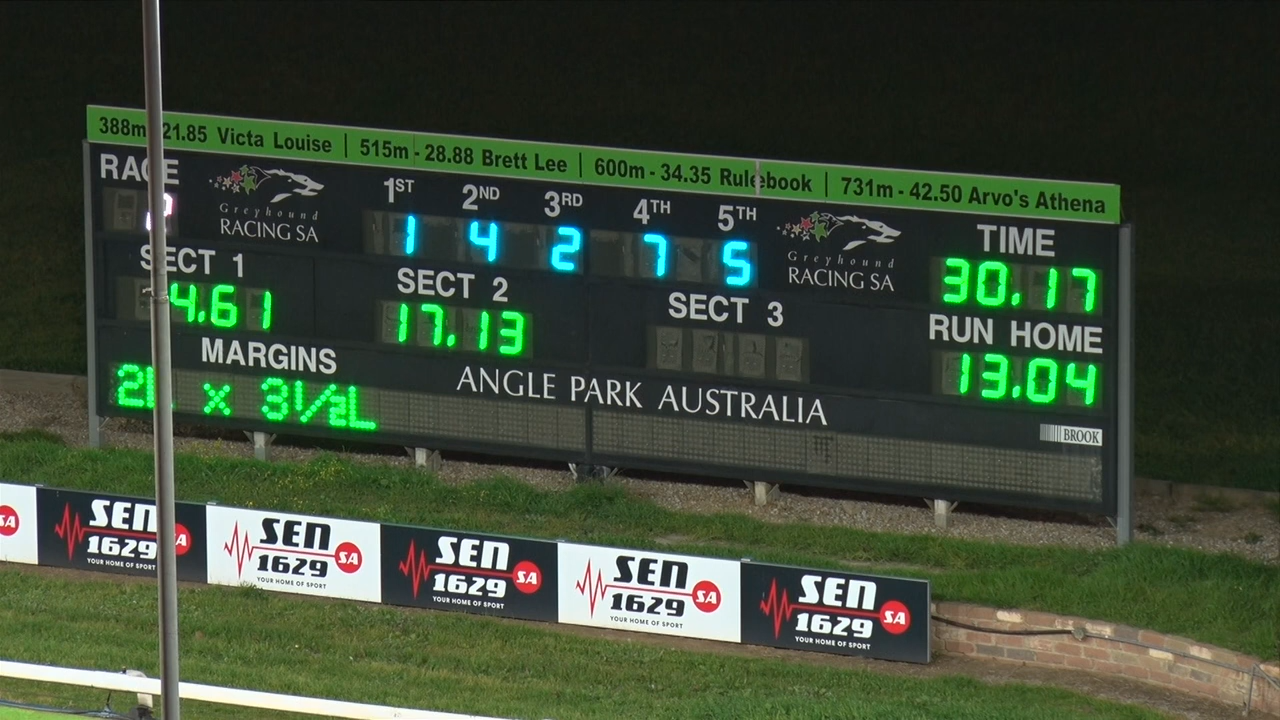 388m 21.85 Victa Louise | 515m - 28.88 Brett Lee | 600m - 34.35 Rulebook | 731m - 42.50 Arvo's Athena
RACE
Greyhound
RACING SA
1ST 2ND 3RD 4TH 5TH
1 4 2 7 5
Greyhound
RACING SA
TIME
30.17
SECT 1
4.61
SECT 2
17.13
SECT 3
RUN HOME
13.04
MARGINS
2L x 3½L
ANGLE PARK AUSTRALIA
BROOK
SA
SEN
1629
SA
YOUR HOME OF SPORT
SEN
1629
SA
YOUR HOME OF SPORT
SEN
1629
SA
YOUR HOME OF SPORT
SEN
1629
SA
YOUR HOME OF SPORT
SEN
1629
SA
YOUR HOME OF SPORT